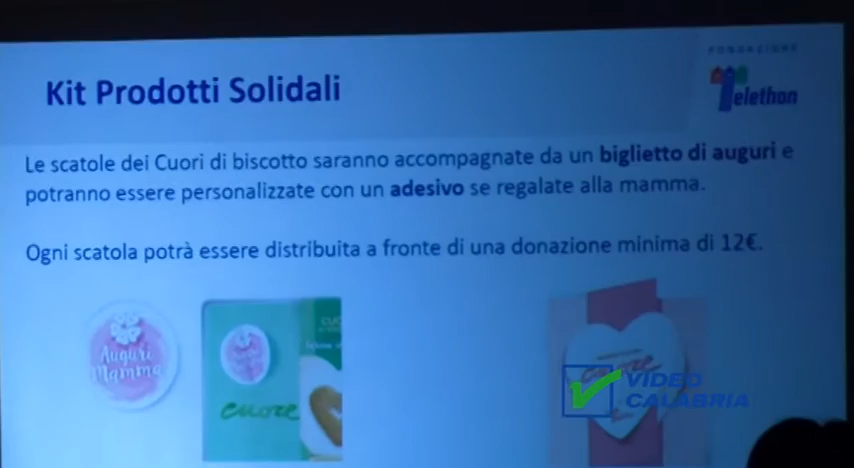 FONDAZIONE
Telethon
Kit Prodotti Solidali
Le scatole dei Cuori di biscotto saranno accompagnate da un biglietto di auguri e
potranno essere personalizzate con un adesivo se regalate alla mamma.
Ogni scatola potrà essere distribuita a fronte di una donazione minima di 12€.
Auguri
Mamma
cuore
cuore
VIDEO
CALABRIA